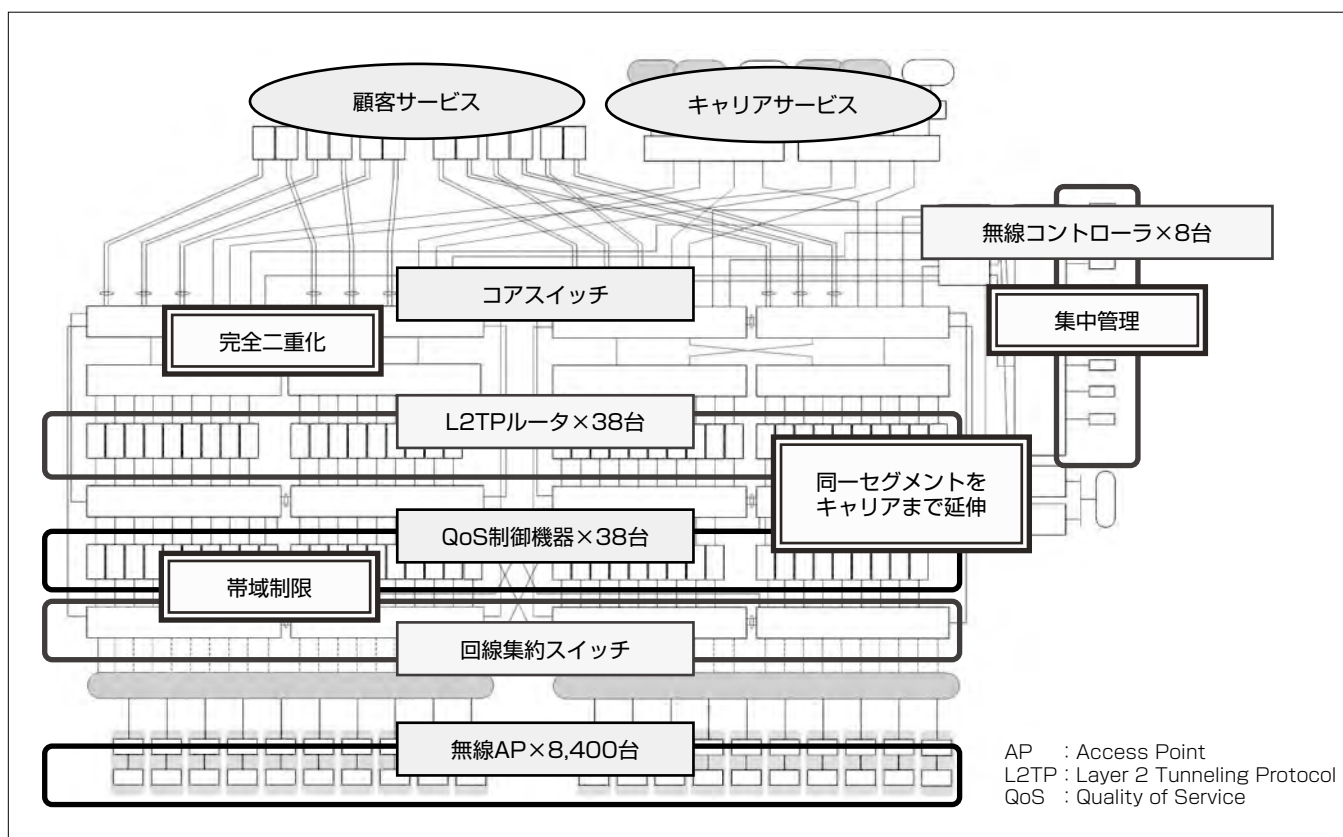 顧客サービス
キャリアサービス
無線コントローラ×8台
コアスイッチ
完全二重化
集中管理
L2TPルータ×38台
同一セグメントを
キャリアまで延伸
QoS制御機器×38台
帯域制限
回線集約スイッチ
無線AP×8,400台
AP : Access Point
L2TP : Layer 2 Tunneling Protocol
QoS : Quality of Service